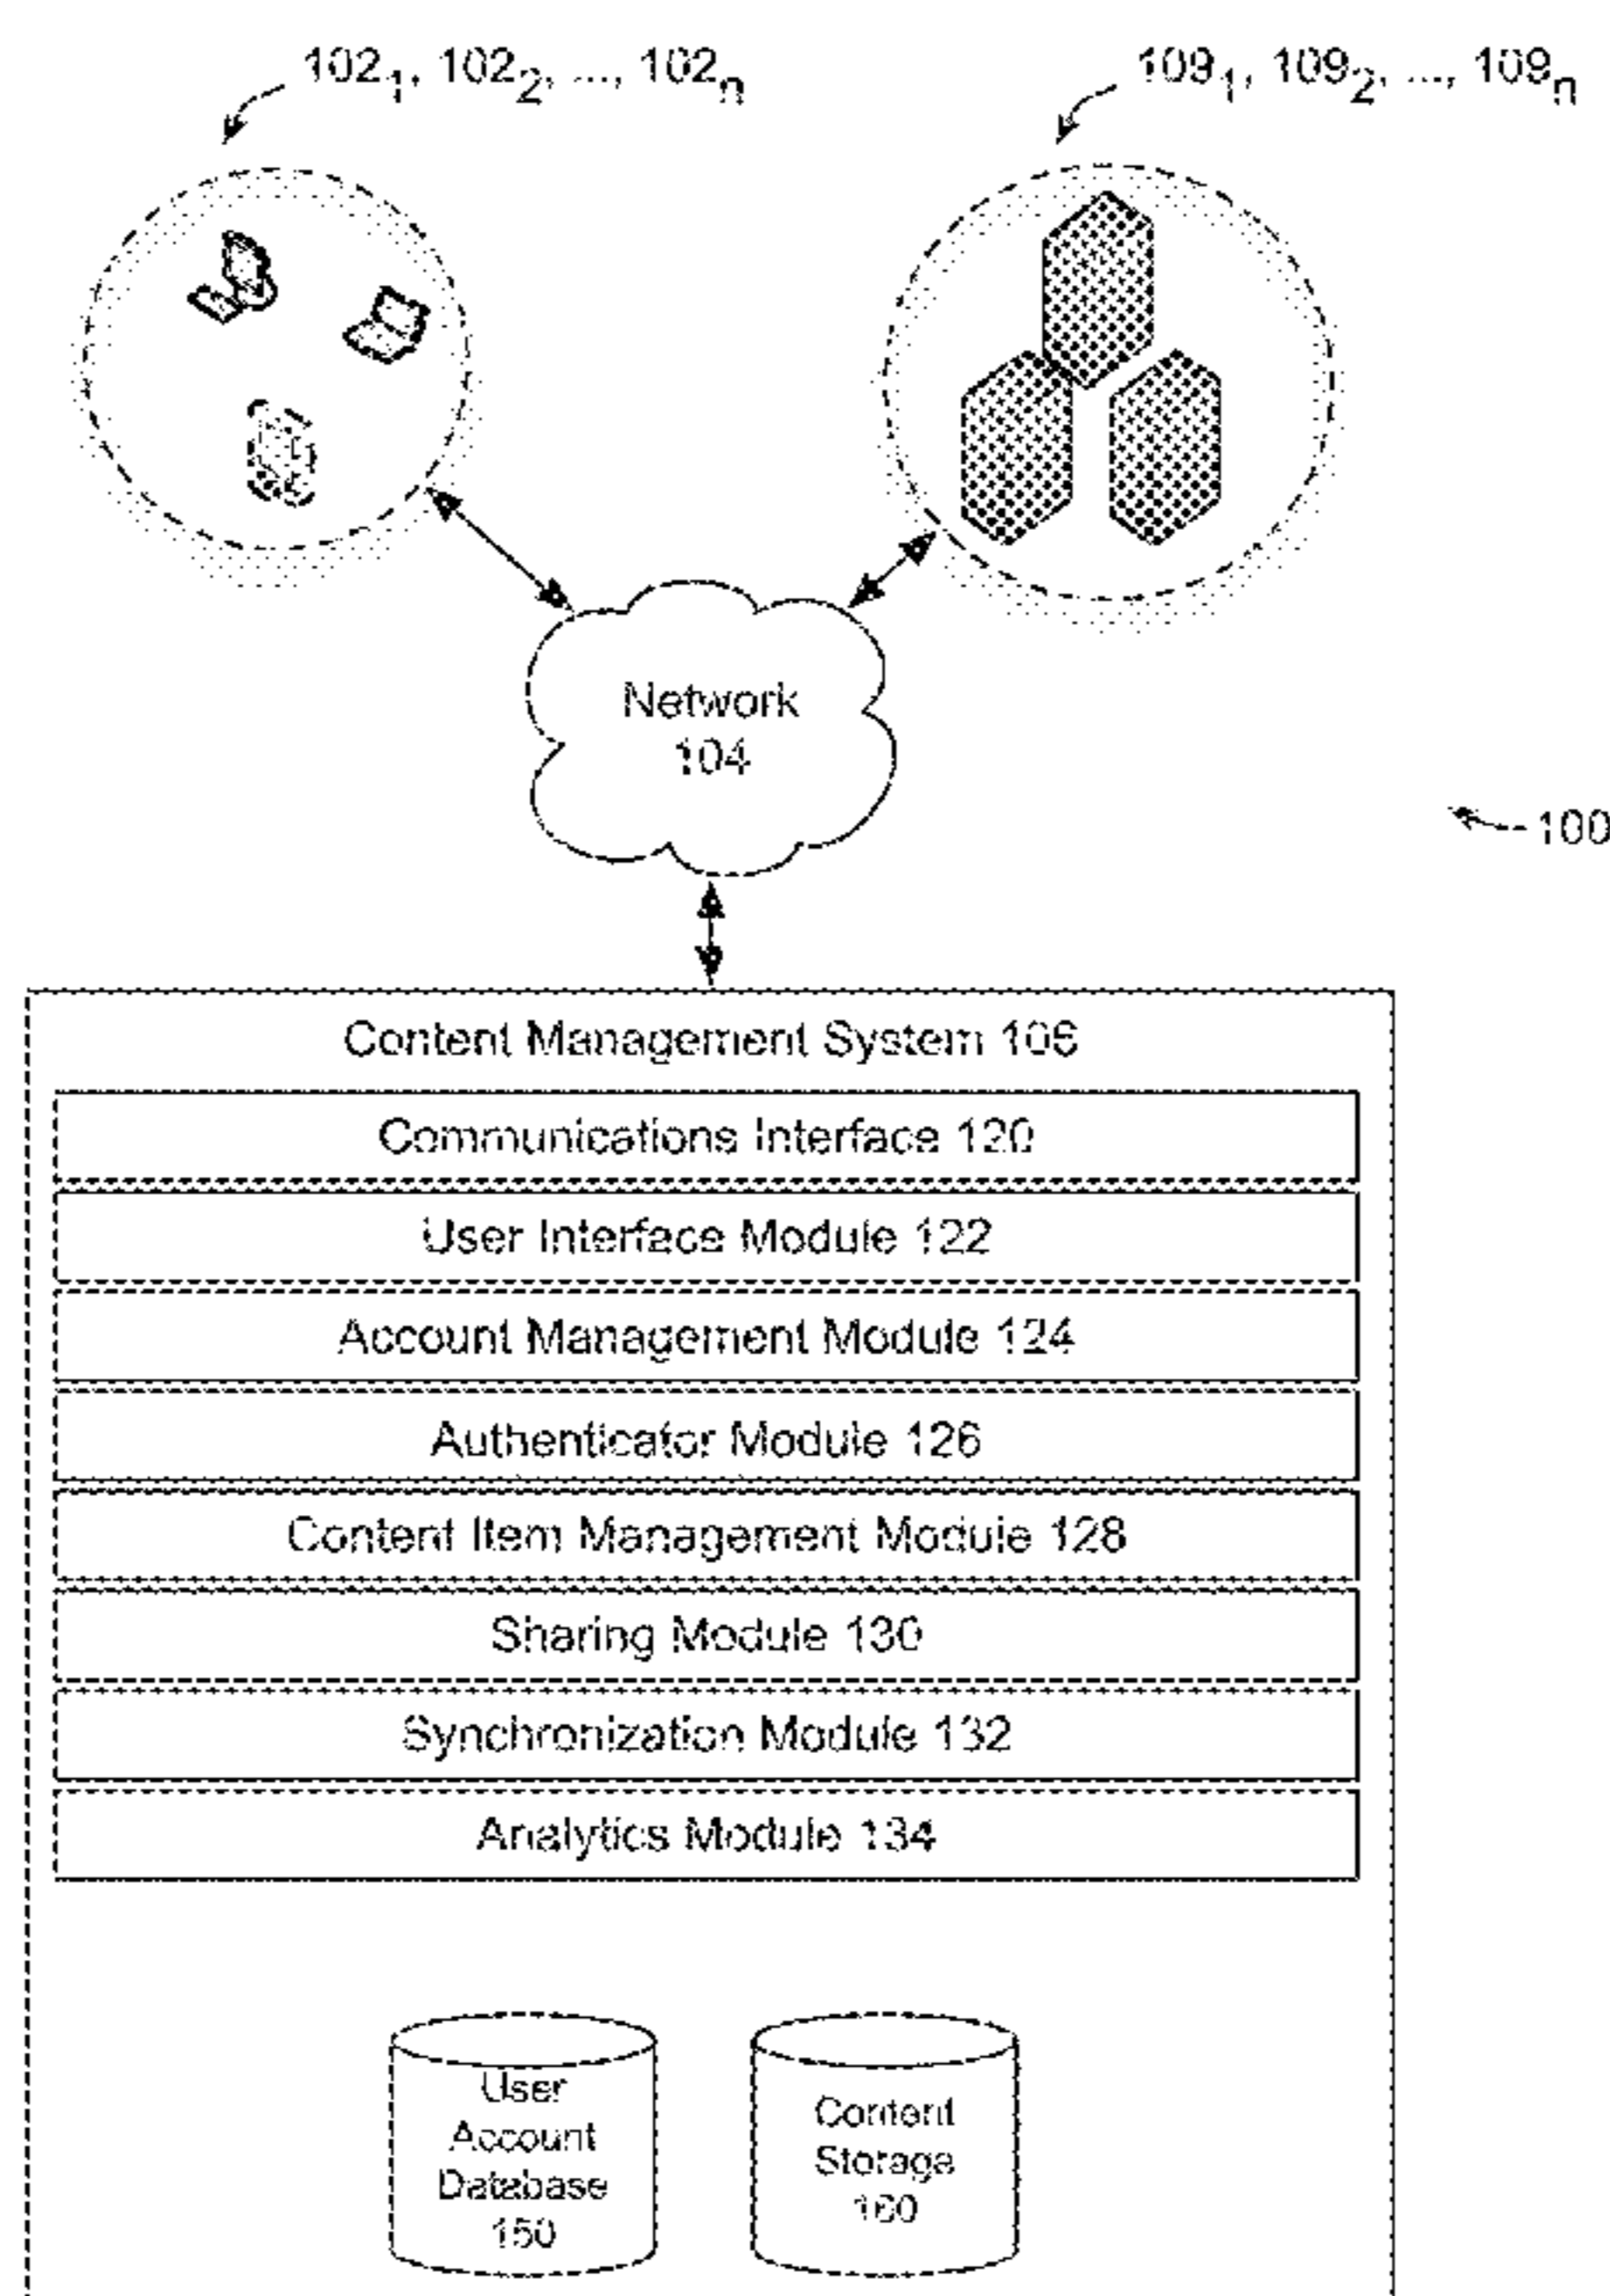 102₁, 102₂, ..., 102ₙ
109₁, 109₂, ..., 109ₙ
Network
104
100
Content Management System 106
Communications Interface 120
User Interface Module 122
Account Management Module 124
Authenticator Module 126
Content Item Management Module 128
Sharing Module 130
Synchronization Module 132
Analytics Module 134
User
Account
Database
150
Content
Storage
160